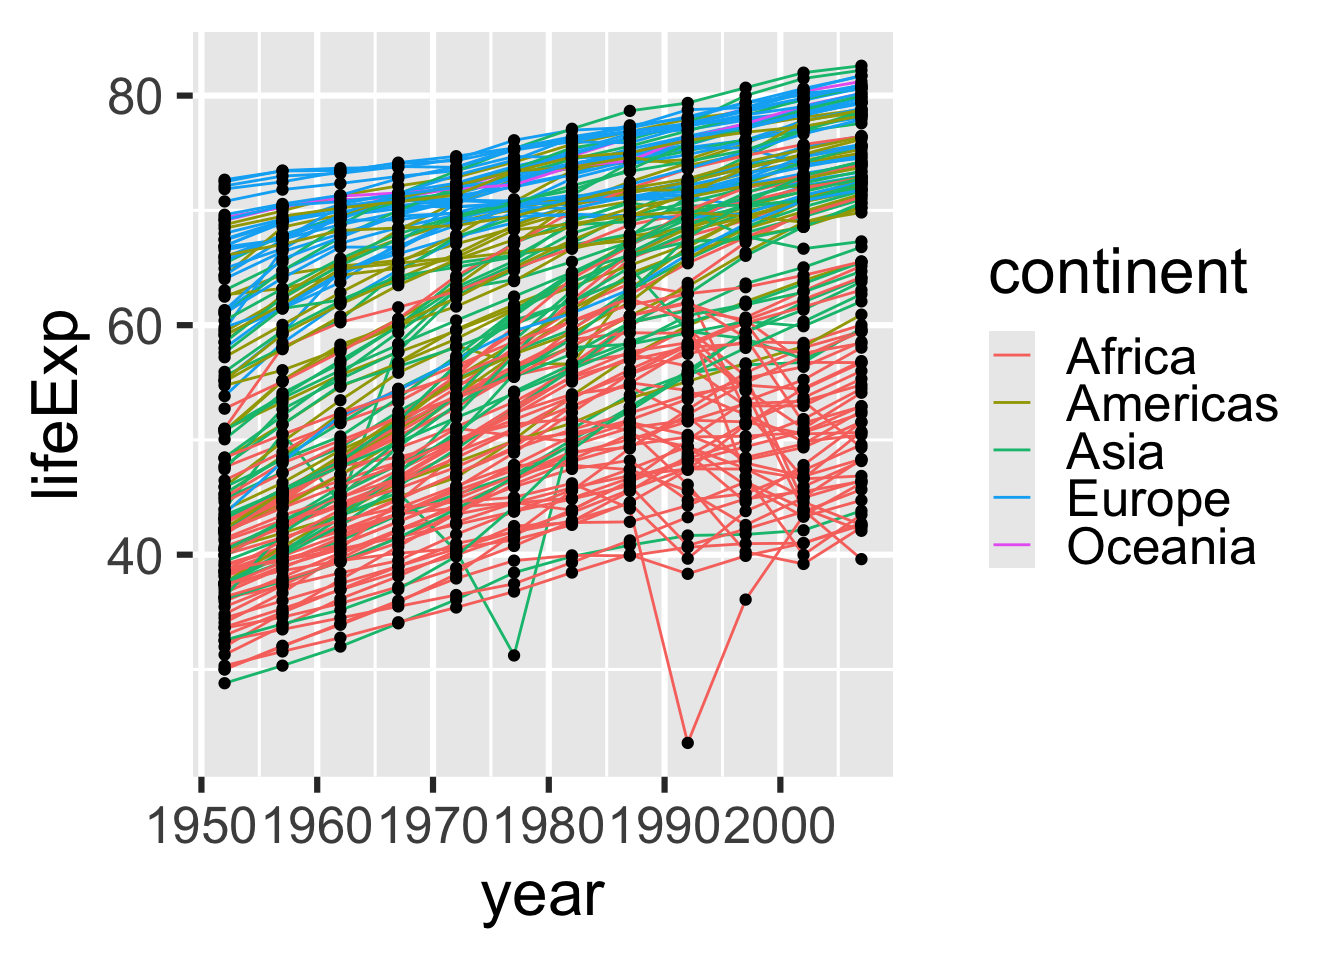 80
60
40
lifeExp
1950 1960 1970 1980 1990 2000
year
continent
Africa
Americas
Asia
Europe
Oceania